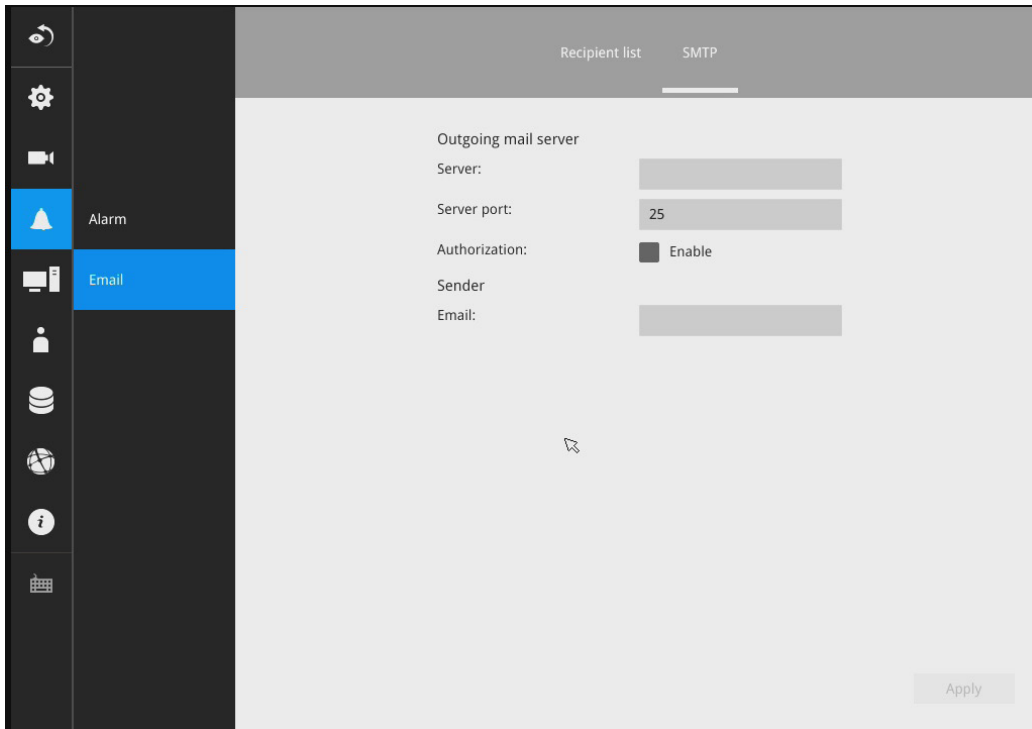 Recipient list SMTP
Alarm
Email
Outgoing mail server
Server:
Server port: 25
Authorization: Enable
Sender
Email:
Apply